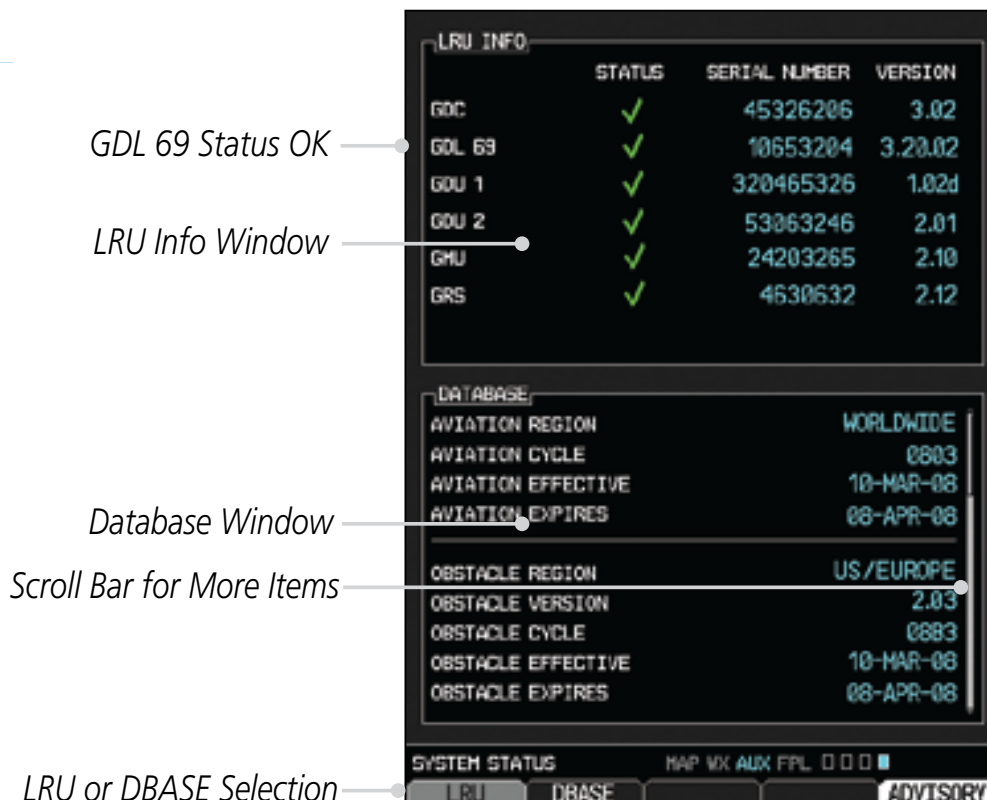 LRU INFO
STATUS SERIAL NUMBER VERSION
GDC 45326206 3.02
GDL 69 Status OK
GDL 69 10653204 3.20.02
GDU 1 320465326 1.02d
GDU 2 53063246 2.01
LRU Info Window
GMU 24203265 2.10
GRS 4630632 2.12
DATABASE
AVIATION REGION WORLDWIDE
AVIATION CYCLE 0803
AVIATION EFFECTIVE 10-MAR-08
Database Window
AVIATION EXPIRES 08-APR-08
Scroll Bar for More Items
OBSTACLE REGION US/EUROPE
OBSTACLE VERSION 2.03
OBSTACLE CYCLE 08B3
OBSTACLE EFFECTIVE 10-MAR-08
OBSTACLE EXPIRES 08-APR-08
SYSTEM STATUS MAP WX AUX FPL
LRU or DBASE Selection
LRU DBASE ADVISORY